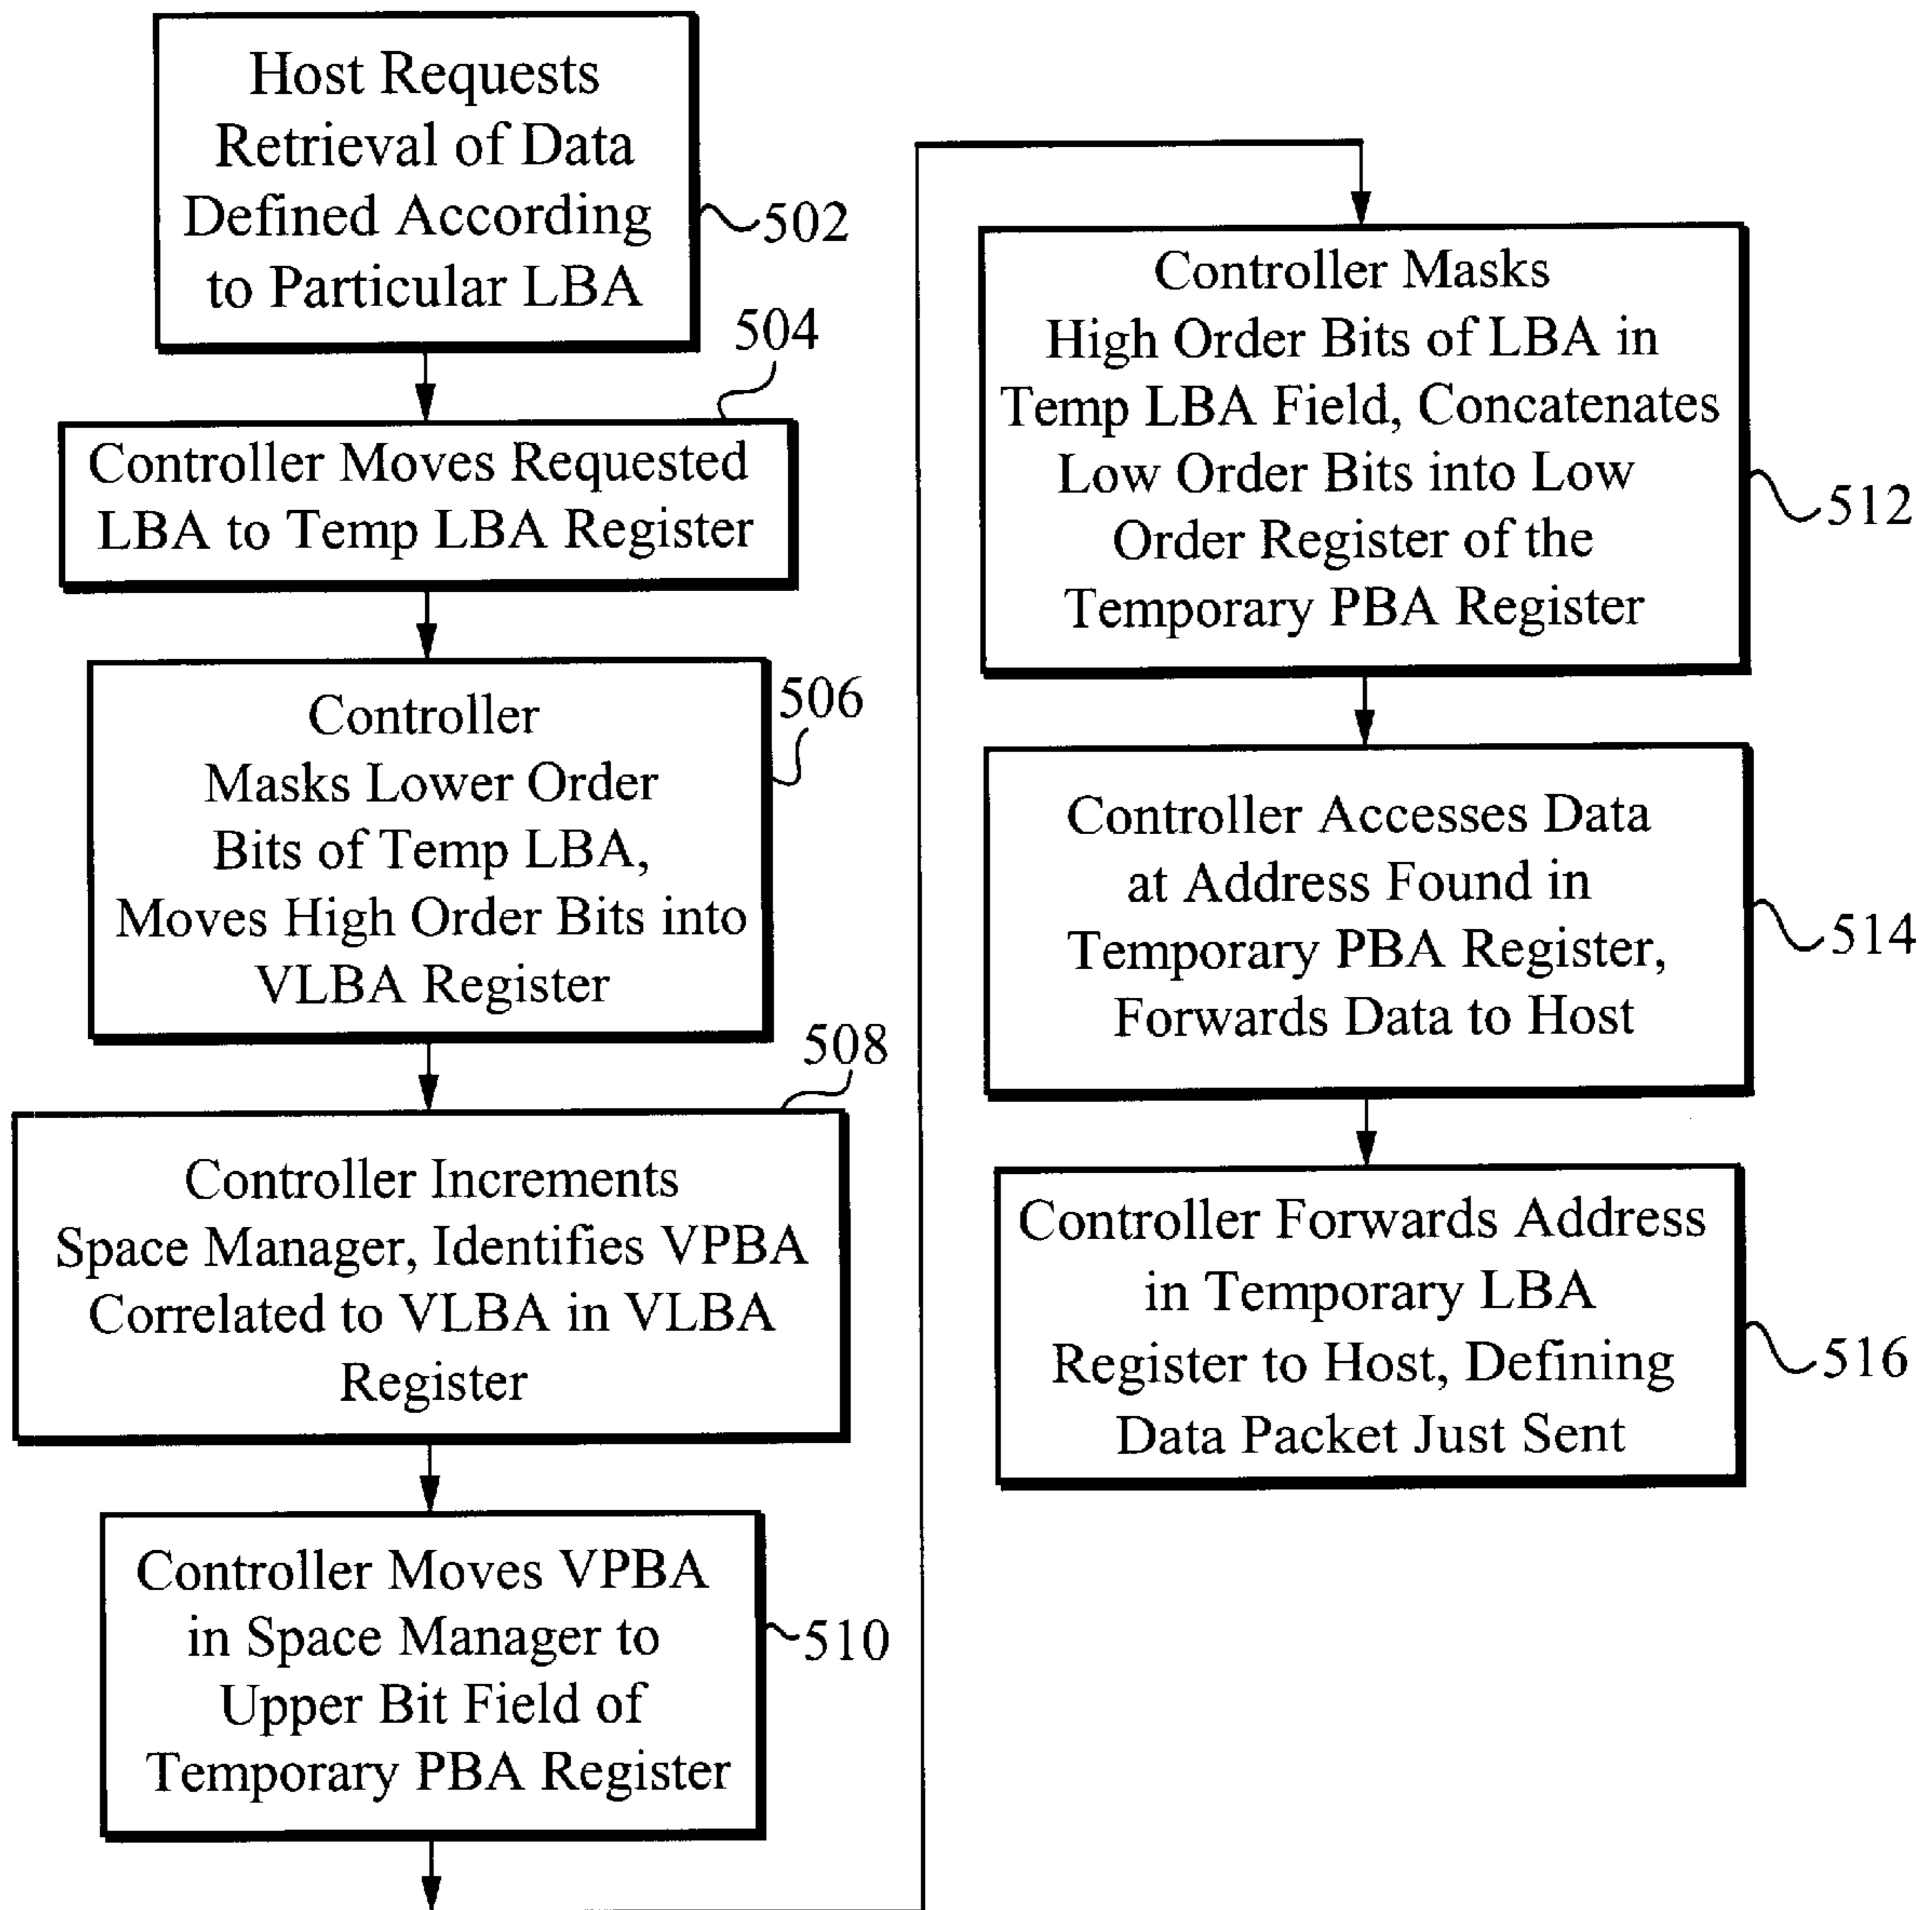 Host Requests
Retrieval of Data
Defined According
to Particular LBA
502
504
Controller Moves Requested
LBA to Temp LBA Register
506
Controller
Masks Lower Order
Bits of Temp LBA,
Moves High Order Bits into
VLBA Register
508
Controller Increments
Space Manager, Identifies VPBA
Correlated to VLBA in VLBA
Register
Controller Moves VPBA
in Space Manager to
Upper Bit Field of
Temporary PBA Register
510
Controller Masks
High Order Bits of LBA in
Temp LBA Field, Concatenates
Low Order Bits into Low
Order Register of the
Temporary PBA Register
512
Controller Accesses Data
at Address Found in
Temporary PBA Register,
Forwards Data to Host
514
Controller Forwards Address
in Temporary LBA
Register to Host, Defining
Data Packet Just Sent
516